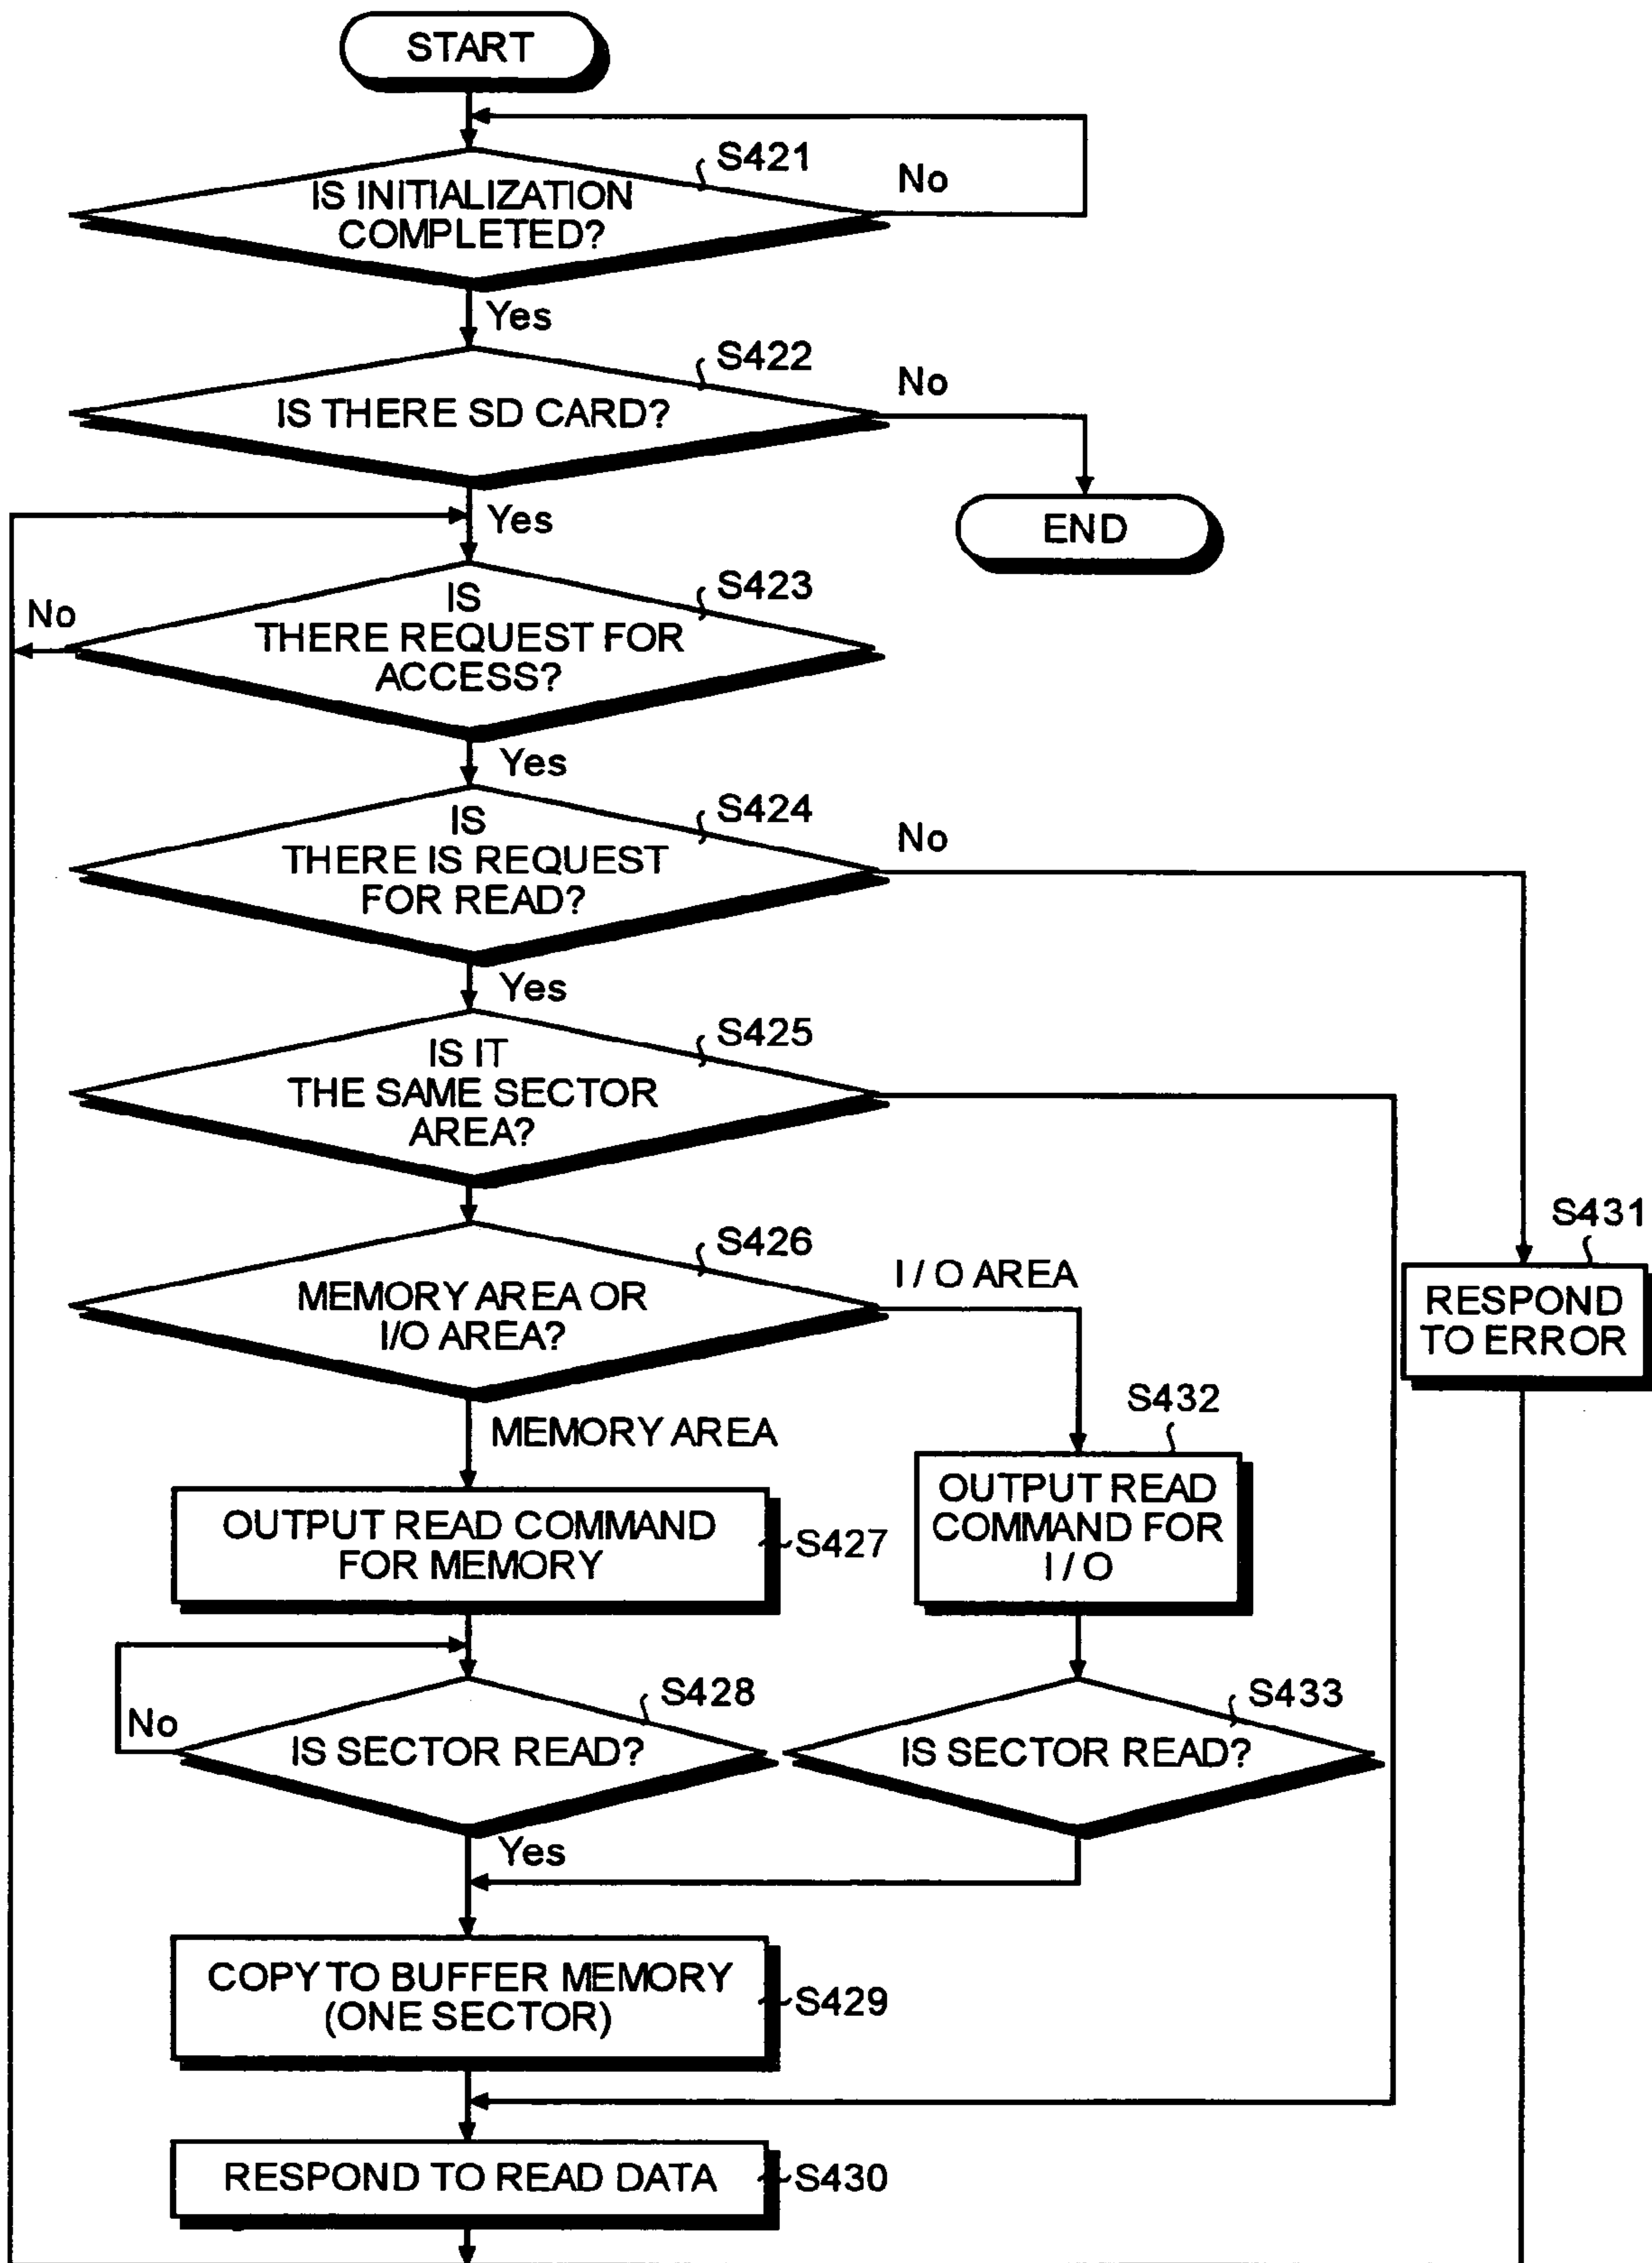 START
S421
No
IS INITIALIZATION
COMPLETED?
Yes
S422
No
IS THERE SD CARD?
Yes
END
S423
No
IS
THERE REQUEST FOR
ACCESS?
Yes
S424
No
IS
THERE IS REQUEST
FOR READ?
Yes
S425
IS IT
THE SAME SECTOR
AREA?
S426
I / O AREA
MEMORY AREA OR
I/O AREA?
S431
RESPOND
TO ERROR
MEMORY AREA
S432
OUTPUT READ COMMAND
FOR MEMORY
S427
OUTPUT READ
COMMAND FOR
I / O
S428
No
IS SECTOR READ?
S433
IS SECTOR READ?
Yes
COPY TO BUFFER MEMORY
(ONE SECTOR)
S429
RESPOND TO READ DATA
S430